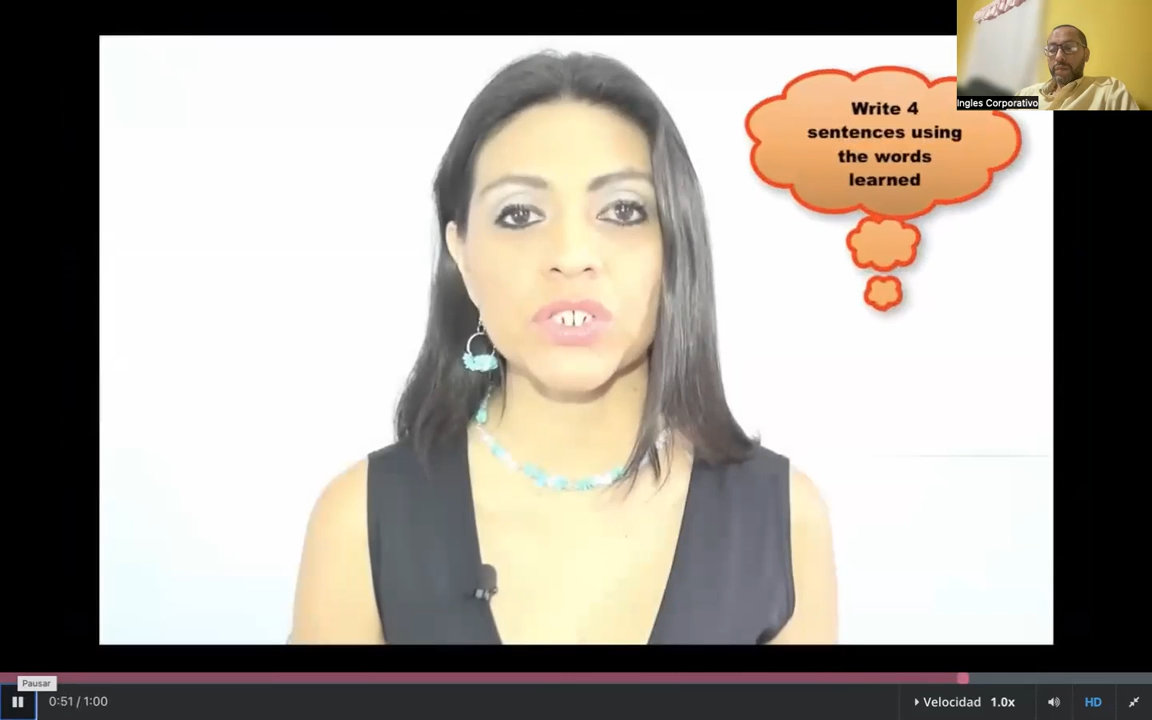 Write 4
sentences using
the words
learned
Ingles Corporativo
Pausar
0:51 / 1:00
Velocidad 1.0x
HD